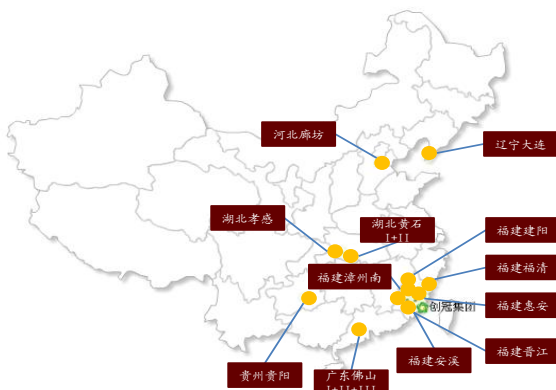 河北廊坊
辽宁大连
湖北孝感
湖北黄石
I+II
福建建阳
福建漳州南
福建福清
福建惠安
创冠集团
福建晋江
福建安溪
贵州贵阳
广东佛山
I+II+III